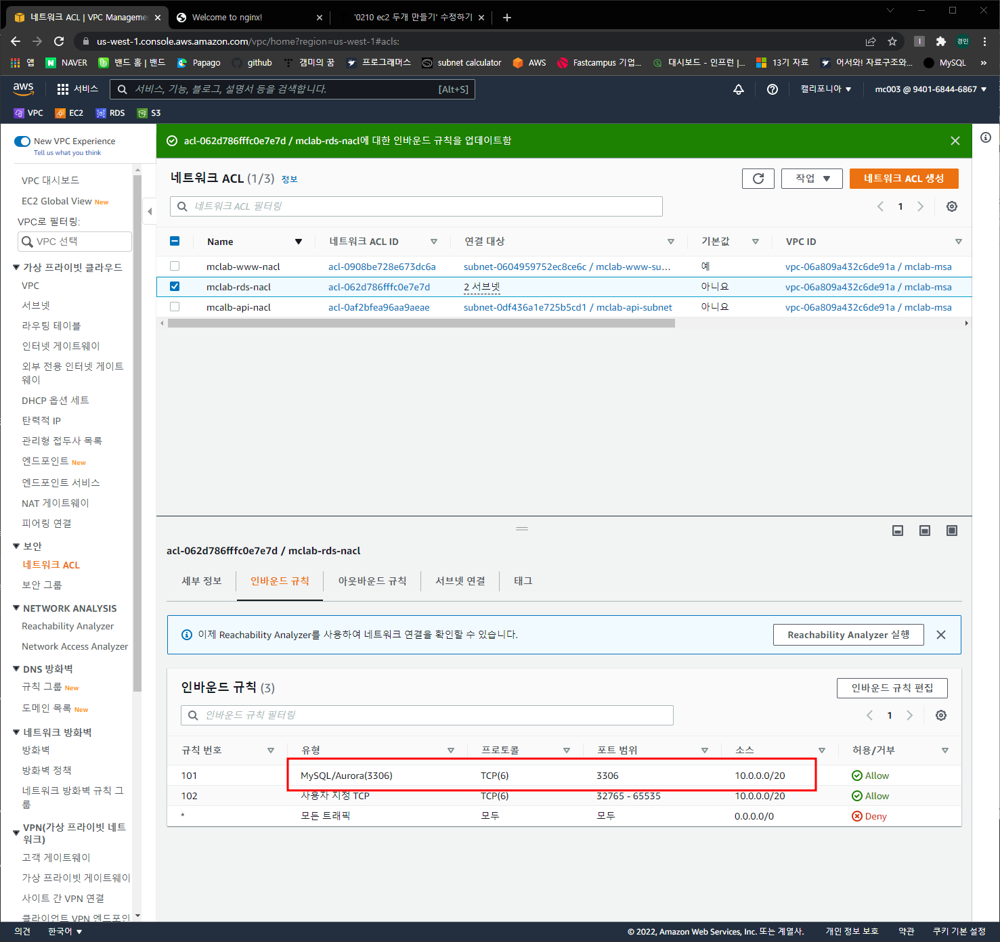 네트워크 ACL | VPC Manageme
Welcome to nginx!
'0210 ec2 두개 만들기' 수정하기
us-west-1.console.aws.amazon.com/vpc/home?region=us-west-1#acls:
경민
앱 NAVER 밴드 홈 | 밴드 Papago github 캠미의 꿈 프로그래머스 subnet calculator AWS Fastcampus 기업... 대시보드 - 인프런 |... 13기 자료 어서와! 자료구조와... MySQL »
aws 서비스 서비스, 기능, 블로그, 설명서 등을 검색합니다. [Alt+S] 캘리포니아 ▼ mc003 @ 9401-6844-6867 ▼
VPC EC2 RDS S3
New VPC Experience
Tell us what you think
VPC 대시보드
EC2 Global View New
VPC로 필터링:
VPC 선택
가상 프라이빗 클라우드
VPC
서브넷
라우팅 테이블
인터넷 게이트웨이
외부 전용 인터넷 게이트
웨이
DHCP 옵션 세트
탄력적 IP
관리형 접두사 목록
엔드포인트 New
엔드포인트 서비스
NAT 게이트웨이
피어링 연결
보안
네트워크 ACL
보안 그룹
NETWORK ANALYSIS
Reachability Analyzer
Network Access Analyzer
DNS 방화벽
규칙 그룹 New
도메인 목록 New
네트워크 방화벽
방화벽
방화벽 정책
네트워크 방화벽 규칙 그
룹
VPN(가상 프라이빗 네트
워크)
고객 게이트웨이
가상 프라이빗 게이트웨이
사이트 간 VPN 연결
클라이언트 VPN 엔드포인
acl-062d786fffc0e7e7d / mclab-rds-nacl에 대한 인바운드 규칙을 업데이트함
네트워크 ACL (1/3) 정보
작업 ▼
네트워크 ACL 생성
네트워크 ACL 필터링
1
Name 네트워크 ACL ID 연결 대상 기본값 VPC ID
mclab-www-nacl acl-0908be728e673dc6a subnet-0604959752ec8ce6c / mclab-www-su... 예 vpc-06a809a432c6de91a / mclab-msa
mclab-rds-nacl acl-062d786fffc0e7e7d 2 서브넷 아니요 vpc-06a809a432c6de91a / mclab-msa
mcalb-api-nacl acl-0af2bfea96aa9aeae subnet-0df436a1e725b5cd1 / mclab-api-subnet 아니요 vpc-06a809a432c6de91a / mclab-msa
acl-062d786fffc0e7e7d / mclab-rds-nacl
세부 정보 인바운드 규칙 아웃바운드 규칙 서브넷 연결 태그
이제 Reachability Analyzer를 사용하여 네트워크 연결을 확인할 수 있습니다.
Reachability Analyzer 실행
인바운드 규칙 (3)
인바운드 규칙 편집
인바운드 규칙 필터링
1
규칙 번호 유형 프로토콜 포트 범위 소스 허용/거부
101 MySQL/Aurora(3306) TCP(6) 3306 10.0.0.0/20 Allow
102 사용자 지정 TCP TCP(6) 32765 - 65535 10.0.0.0/20 Allow
* 모든 트래픽 모두 모두 0.0.0.0/0 Deny
의견 한국어 ▼ © 2022, Amazon Web Services, Inc. 또는 계열사. 개인 정보 보호 약관 쿠키 기본 설정